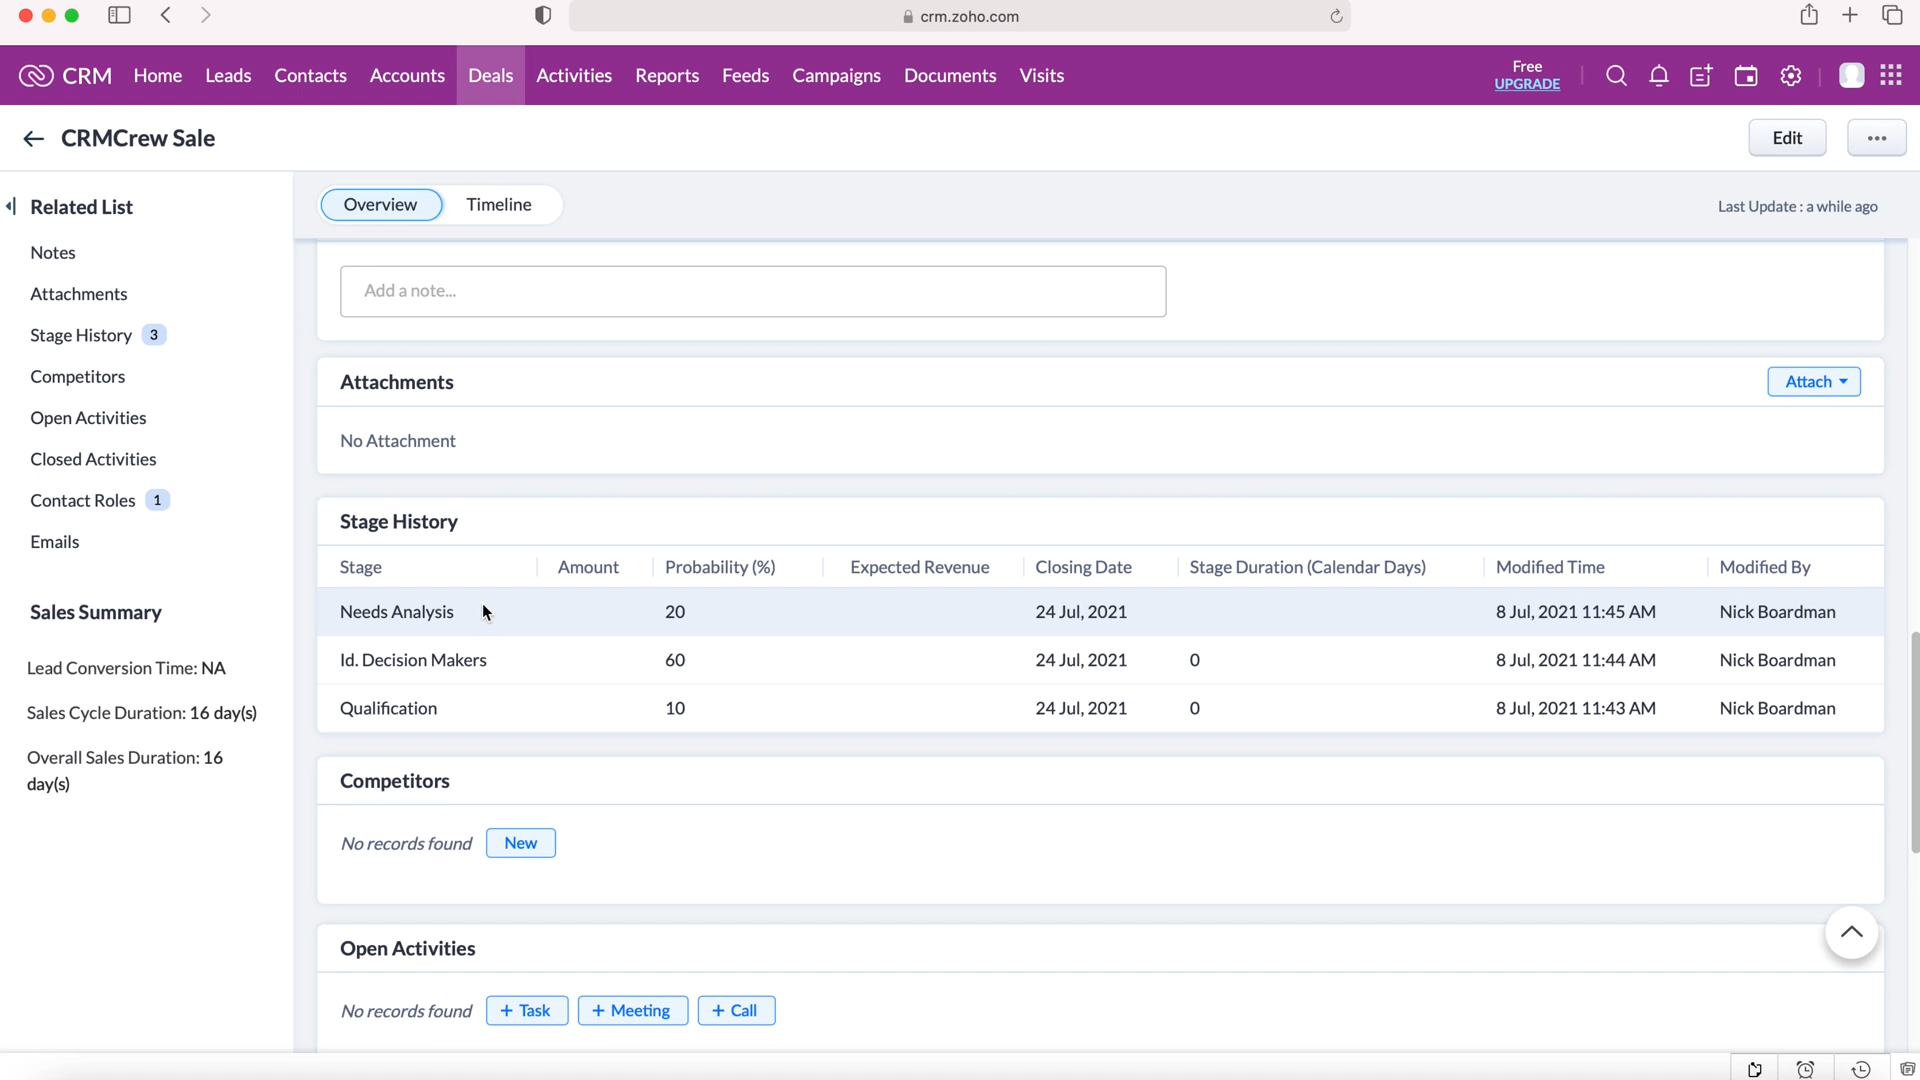 crm.zoho.com
CRM Home Leads Contacts Accounts Deals Activities Reports Feeds Campaigns Documents Visits
Free
UPGRADE
CRMCrew Sale
Edit
Related List
Notes
Attachments
Stage History 3
Competitors
Open Activities
Closed Activities
Contact Roles 1
Emails
Sales Summary
Lead Conversion Time: NA
Sales Cycle Duration: 16 day(s)
Overall Sales Duration: 16
day(s)
Overview Timeline
Last Update : a while ago
Add a note...
Attachments
Attach
No Attachment
Stage History
Stage Amount Probability (%) Expected Revenue Closing Date Stage Duration (Calendar Days) Modified Time Modified By
Needs Analysis 20 24 Jul, 2021 8 Jul, 2021 11:45 AM Nick Boardman
Id. Decision Makers 60 24 Jul, 2021 0 8 Jul, 2021 11:44 AM Nick Boardman
Qualification 10 24 Jul, 2021 0 8 Jul, 2021 11:43 AM Nick Boardman
Competitors
No records found New
Open Activities
No records found + Task + Meeting + Call